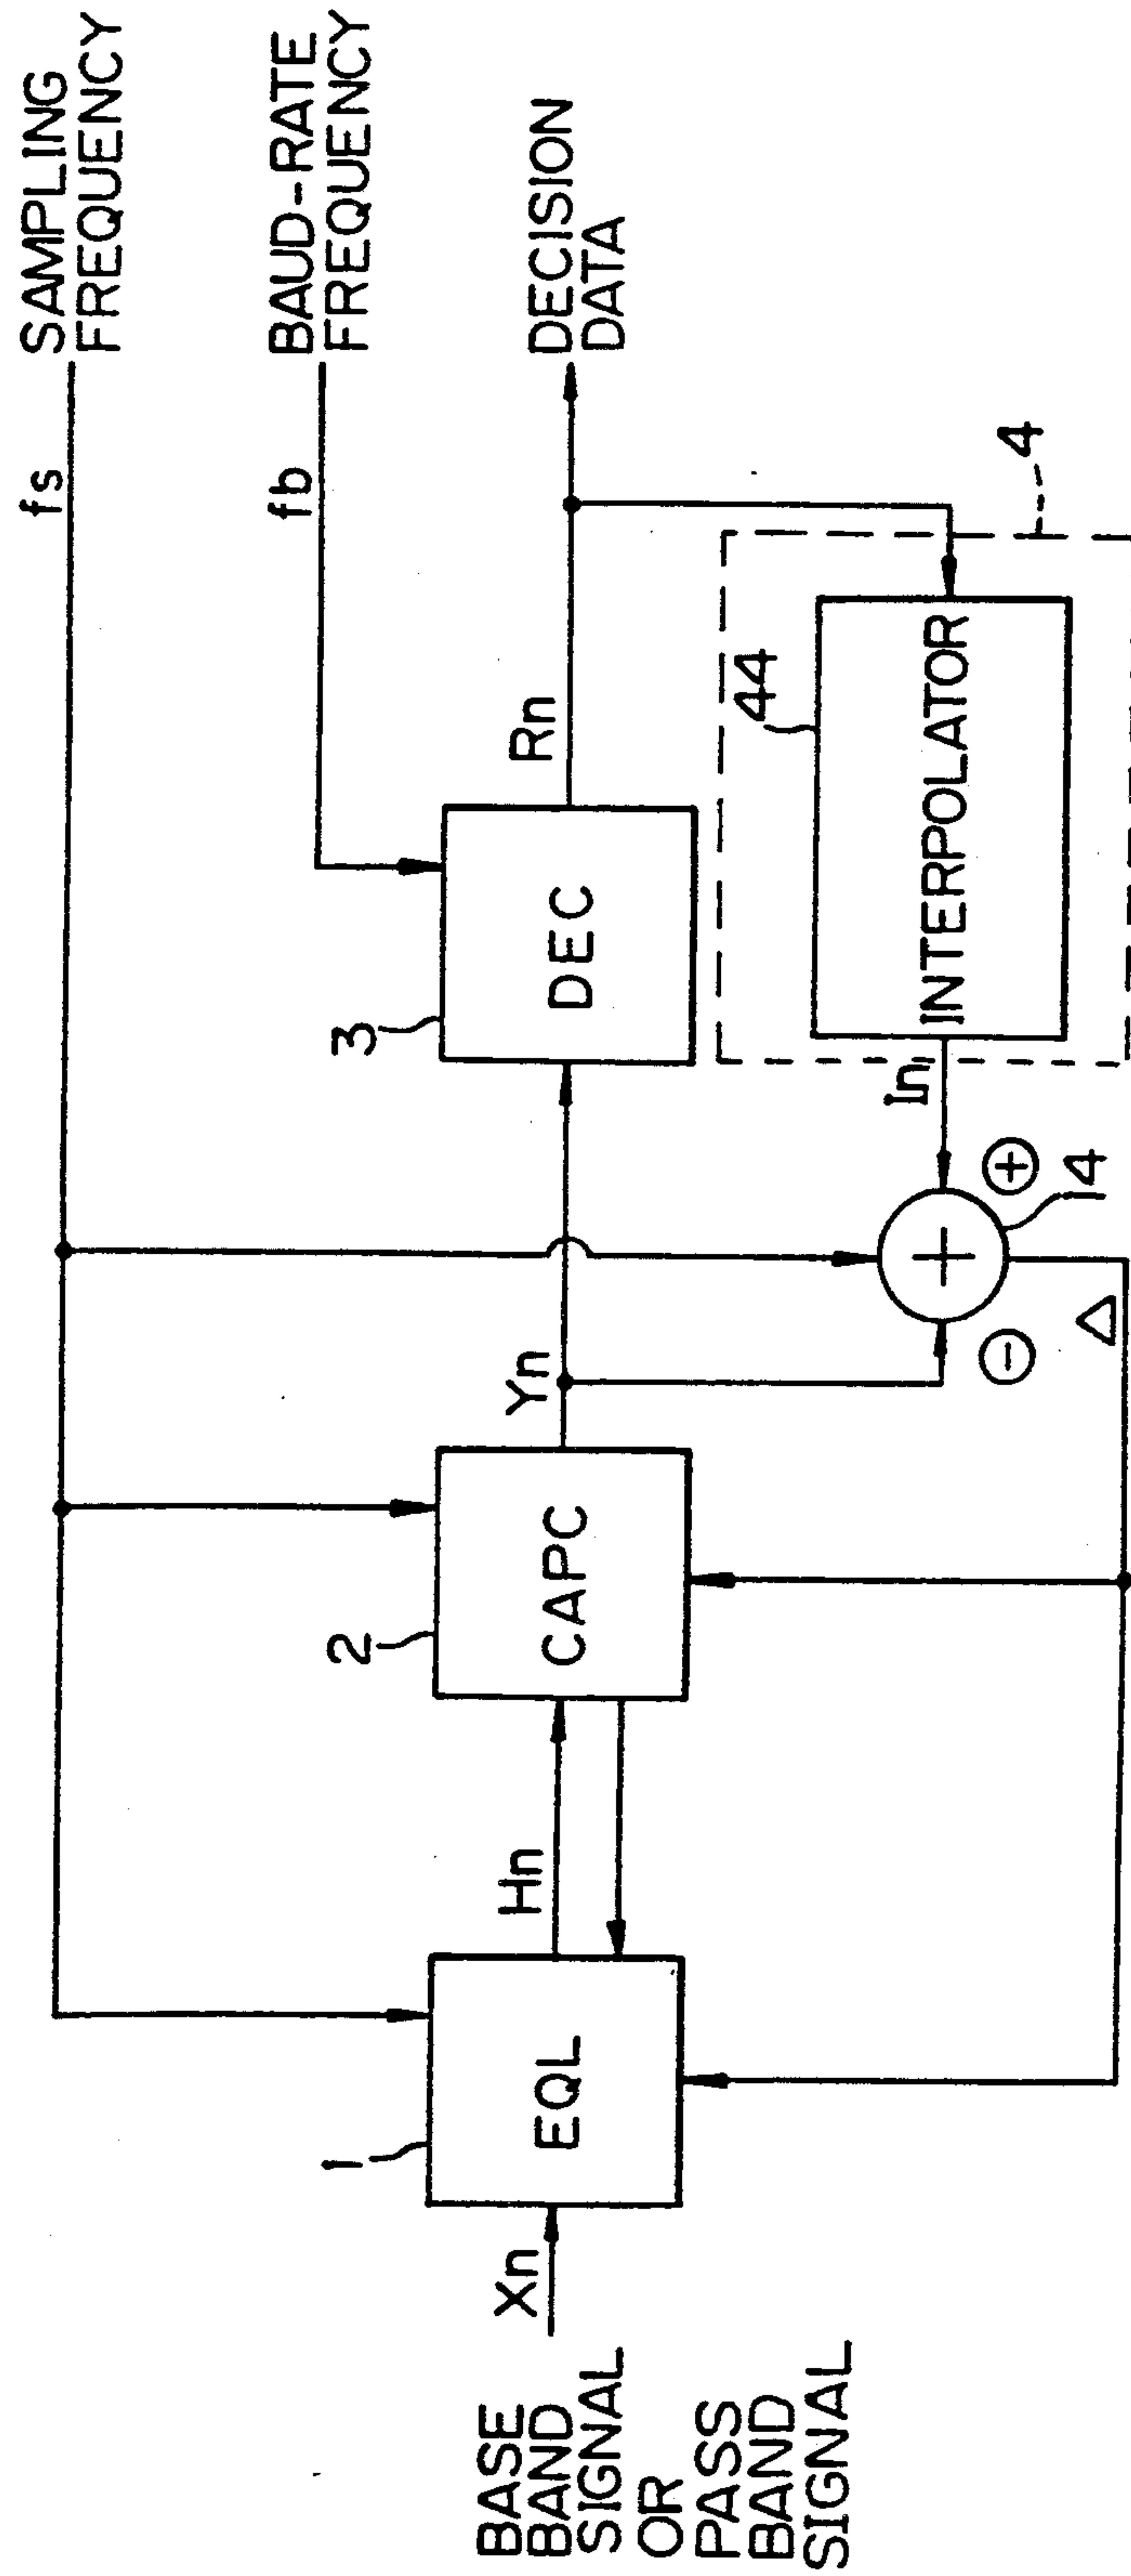 SAMPLING
FREQUENCY
fs
BAUD-RATE
FREQUENCY
fb
DECISION
DATA
BASE
BAND
SIGNAL
OR
PASS
BAND
SIGNAL
Xn
1
EQL
Hn
2
CAPC
Yn
3
DEC
Rn
4
44
INTERPOLATOR
In
+
⊕
⊖
14
Δ